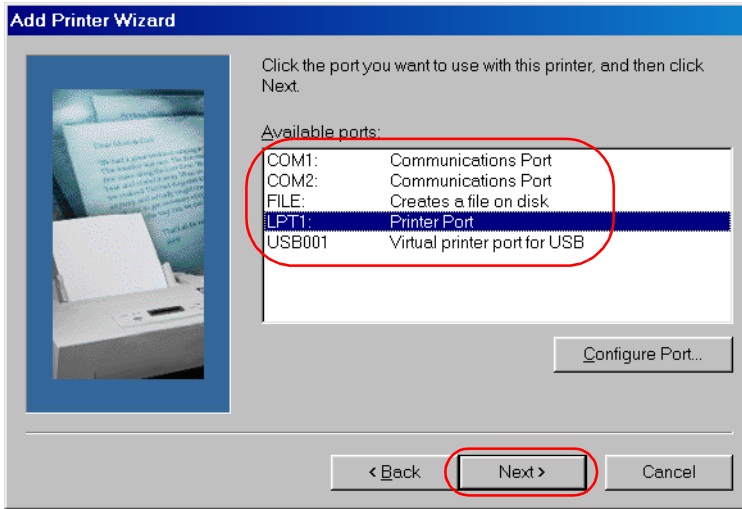 Add Printer Wizard
Click the port you want to use with this printer, and then click
Next.
Available ports:
COM1: Communications Port
COM2: Communications Port
FILE: Creates a file on disk
LPT1: Printer Port
USB001 Virtual printer port for USB
Configure Port...
< Back Next > Cancel